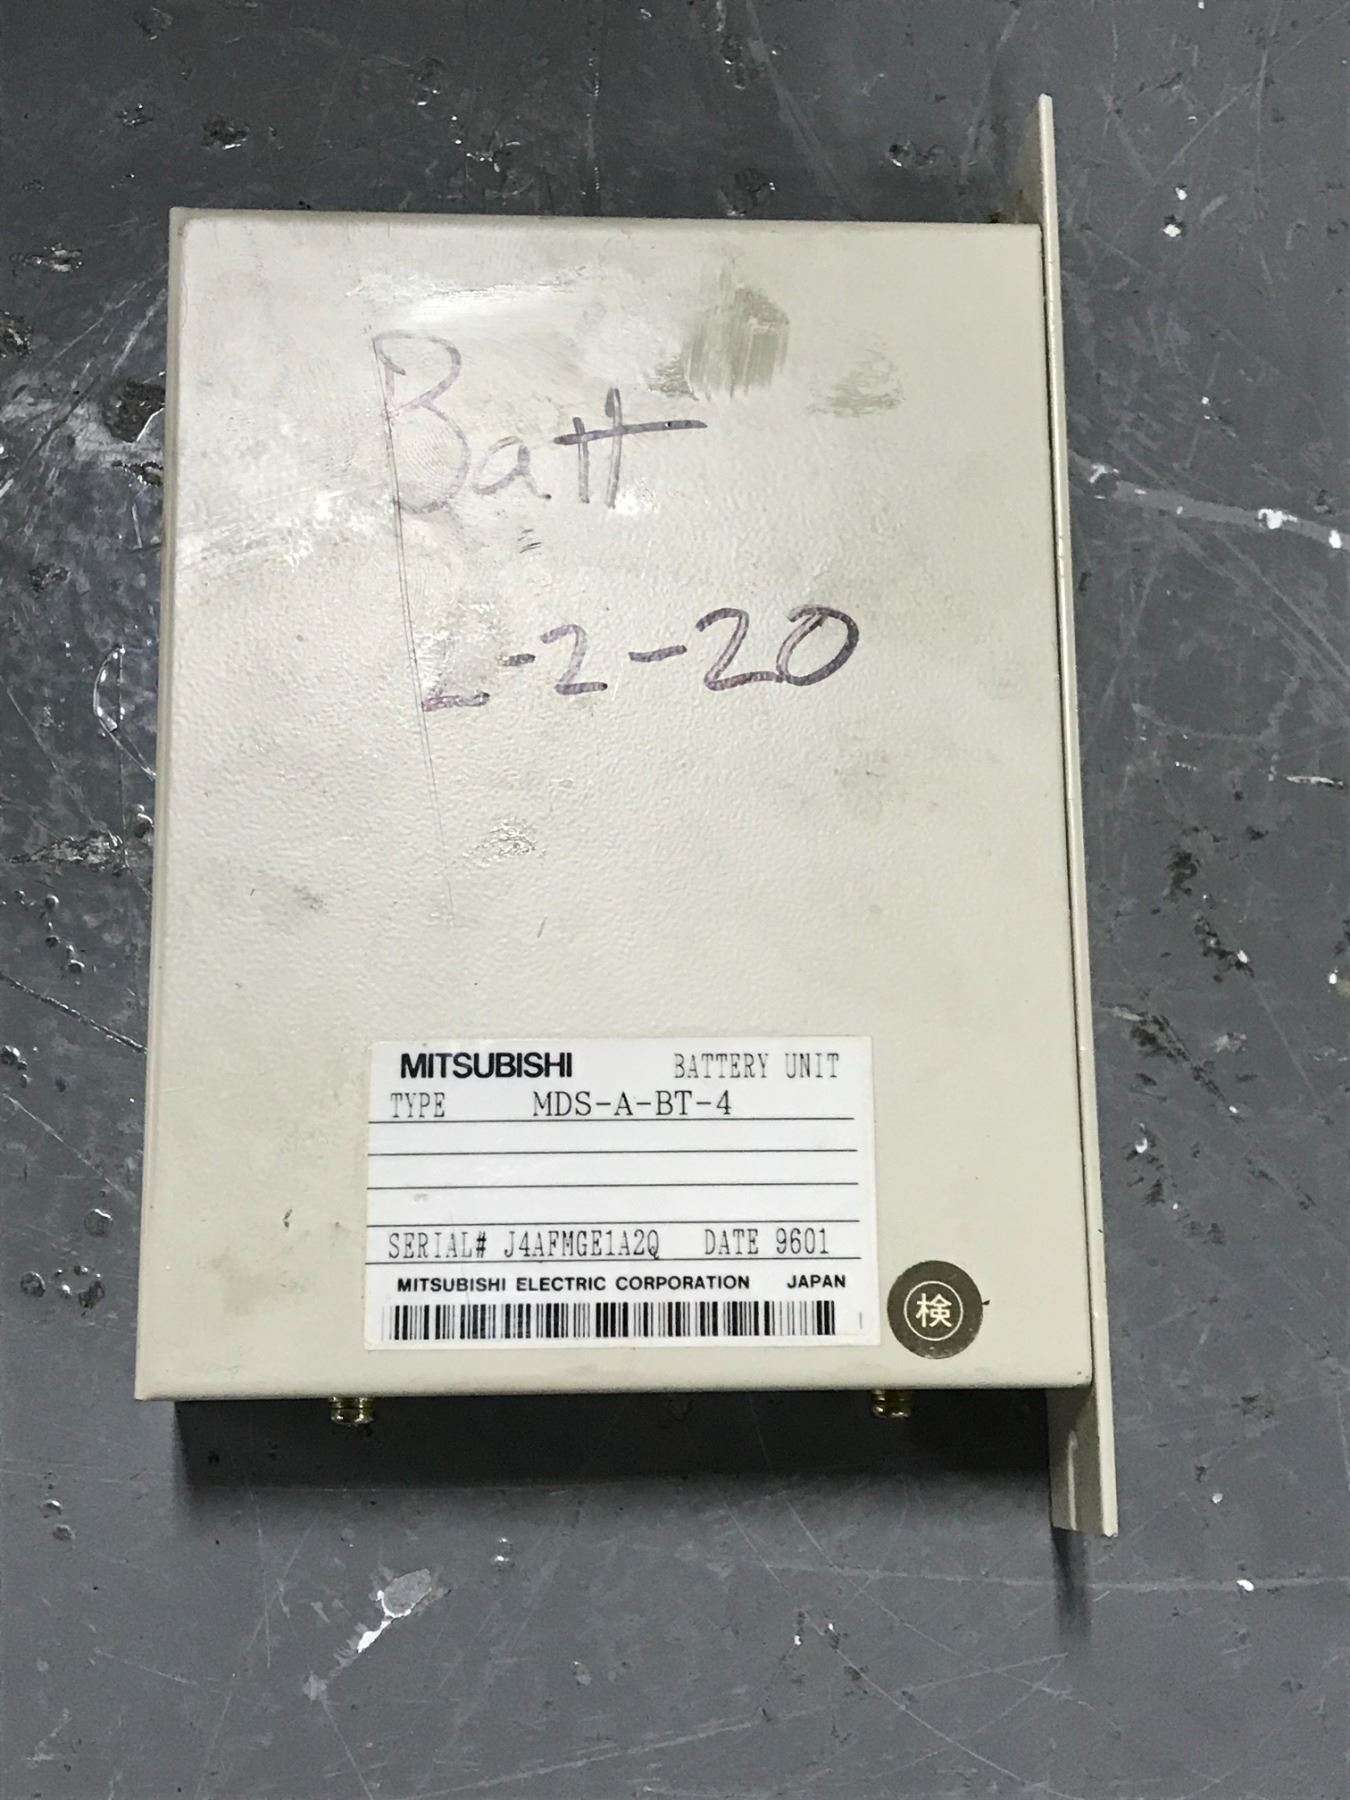 Batt
2-2-20
MITSUBISHI BATTERY UNIT
TYPE MDS-A-BT-4
SERIAL# J4AFMGE1A2Q DATE 9601
MITSUBISHI ELECTRIC CORPORATION JAPAN
検